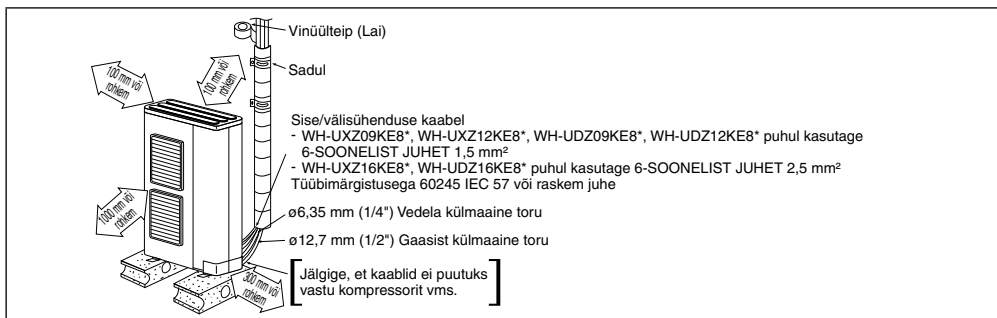 Vinüülteip (Lai)
Sadul
100 mm või
rohkem
100 mm või
rohkem
Sise/välisühenduse kaabel
- WH-UXZ09KE8*, WH-UXZ12KE8*, WH-UDZ09KE8*, WH-UDZ12KE8* puhul kasutage
6-SOONELIST JUHET 1,5 mm²
- WH-UXZ16KE8*, WH-UDZ16KE8* puhul kasutage 6-SOONELIST JUHET 2,5 mm²
Tüübimärgistusega 60245 IEC 57 või raskem juhe
1000 mm või
rohkem
ø6,35 mm (1/4") Vedela külmaaine toru
ø12,7 mm (1/2") Gaasist külmaaine toru
300 mm või
rohkem
Jälgige, et kaablid ei puutuks
vastu kompressorit vms.